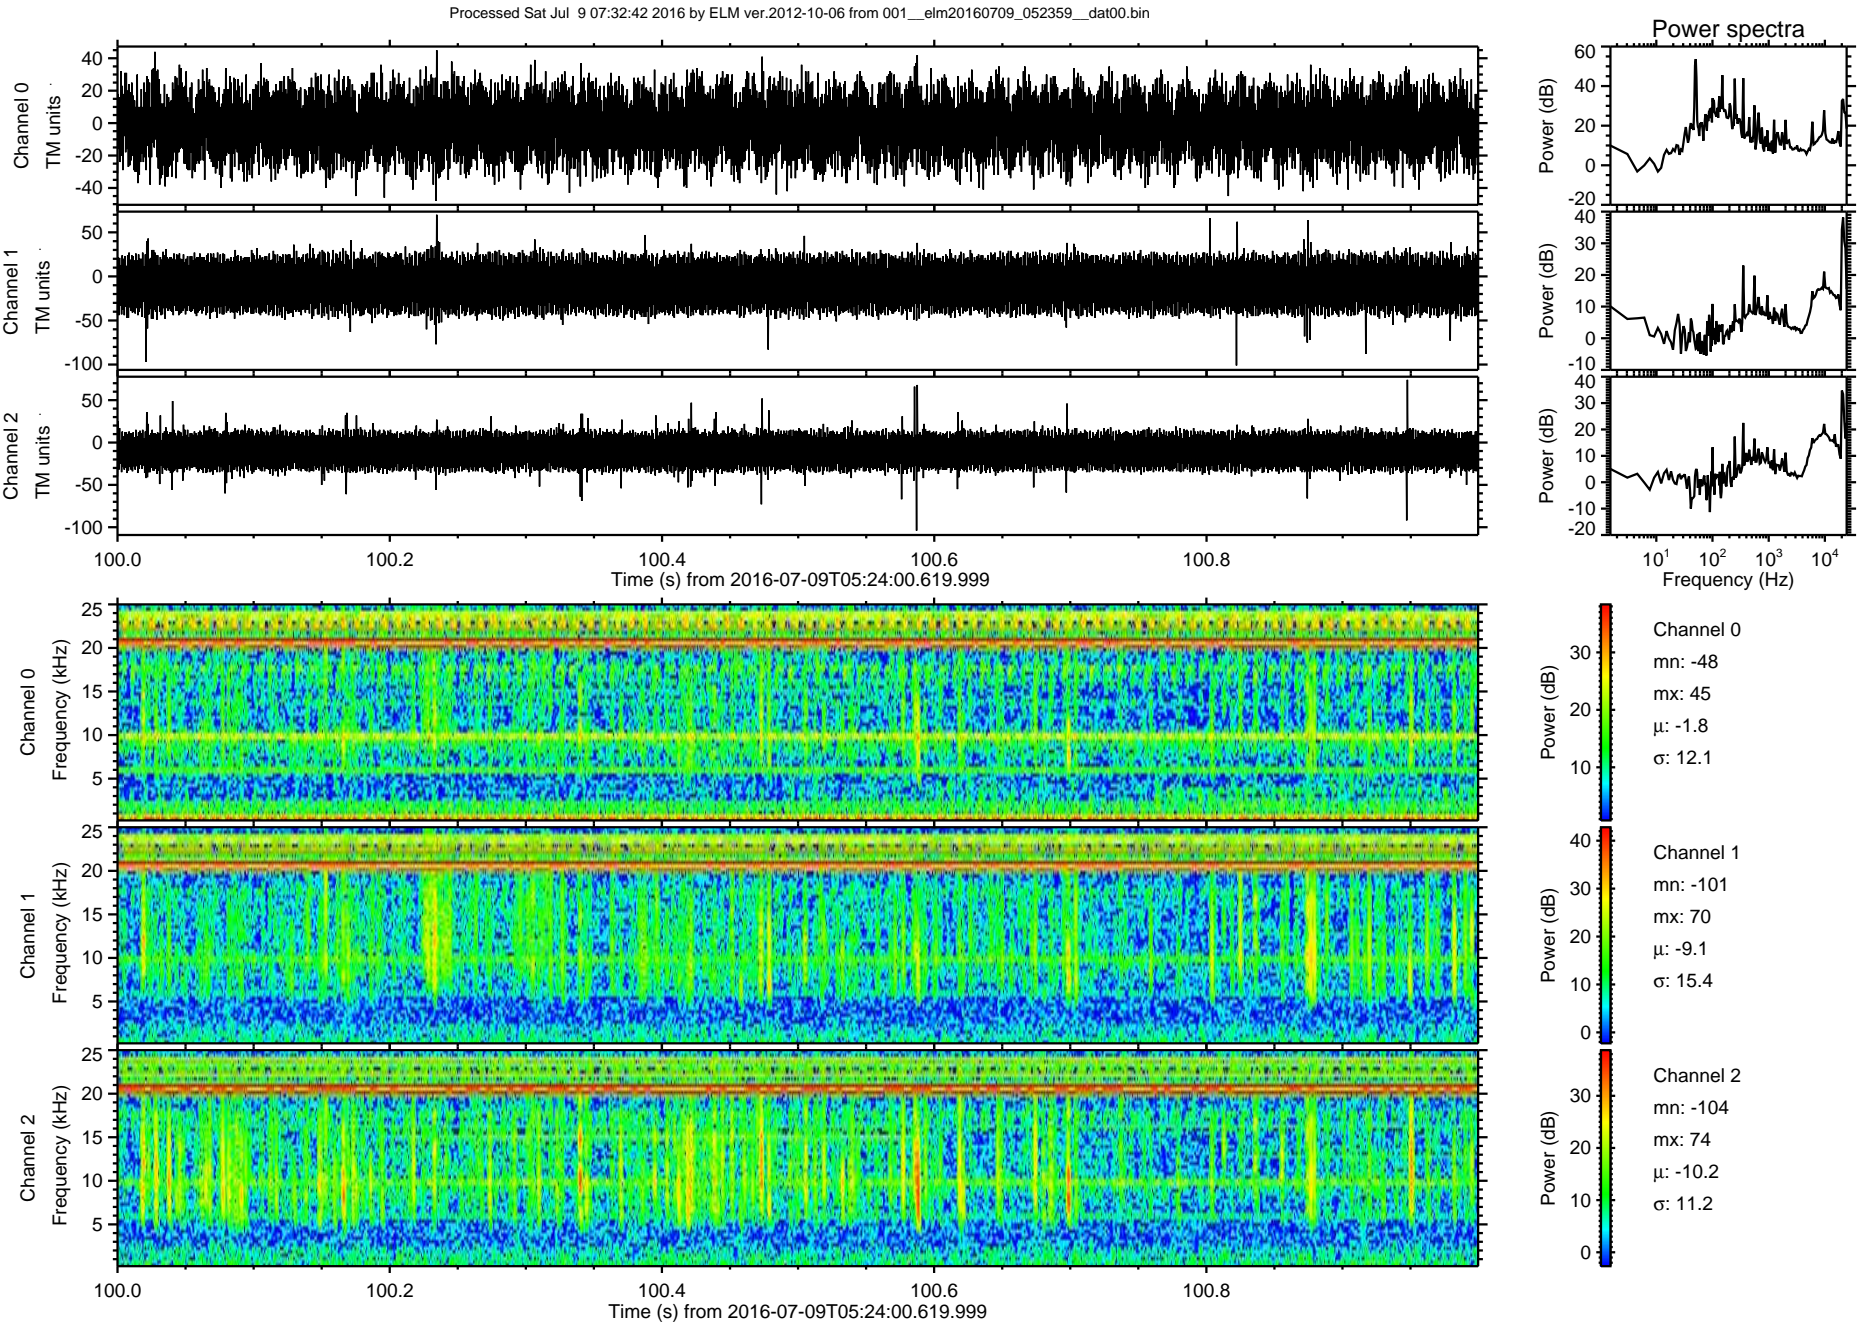 Processed Sat Jul  9 07:32:42 2016 by ELM ver.2012-10-06 from 001__elm20160709_052359__dat00.bin
Power spectra
Channel 0
TM units
40
20
0
-20
-40
Power (dB)
60
40
20
0
-20
Channel 1
TM units
50
0
-50
-100
Power (dB)
40
30
20
10
0
-10
Channel 2
TM units
50
0
-50
-100
Power (dB)
40
30
20
10
0
-10
-20
100.0 100.2 100.4 100.6 100.8
Time (s) from 2016-07-09T05:24:00.619.999
10^1 10^2 10^3 10^4
Frequency (Hz)
Channel 0
Frequency (kHz)
25
20
15
10
5
Power (dB)
30
20
10
Channel 0
mn: -48
mx: 45
μ: -1.8
σ: 12.1
Channel 1
Frequency (kHz)
25
20
15
10
5
Power (dB)
40
30
20
10
0
Channel 1
mn: -101
mx: 70
μ: -9.1
σ: 15.4
Channel 2
Frequency (kHz)
25
20
15
10
5
Power (dB)
30
20
10
0
Channel 2
mn: -104
mx: 74
μ: -10.2
σ: 11.2
100.0 100.2 100.4 100.6 100.8
Time (s) from 2016-07-09T05:24:00.619.999